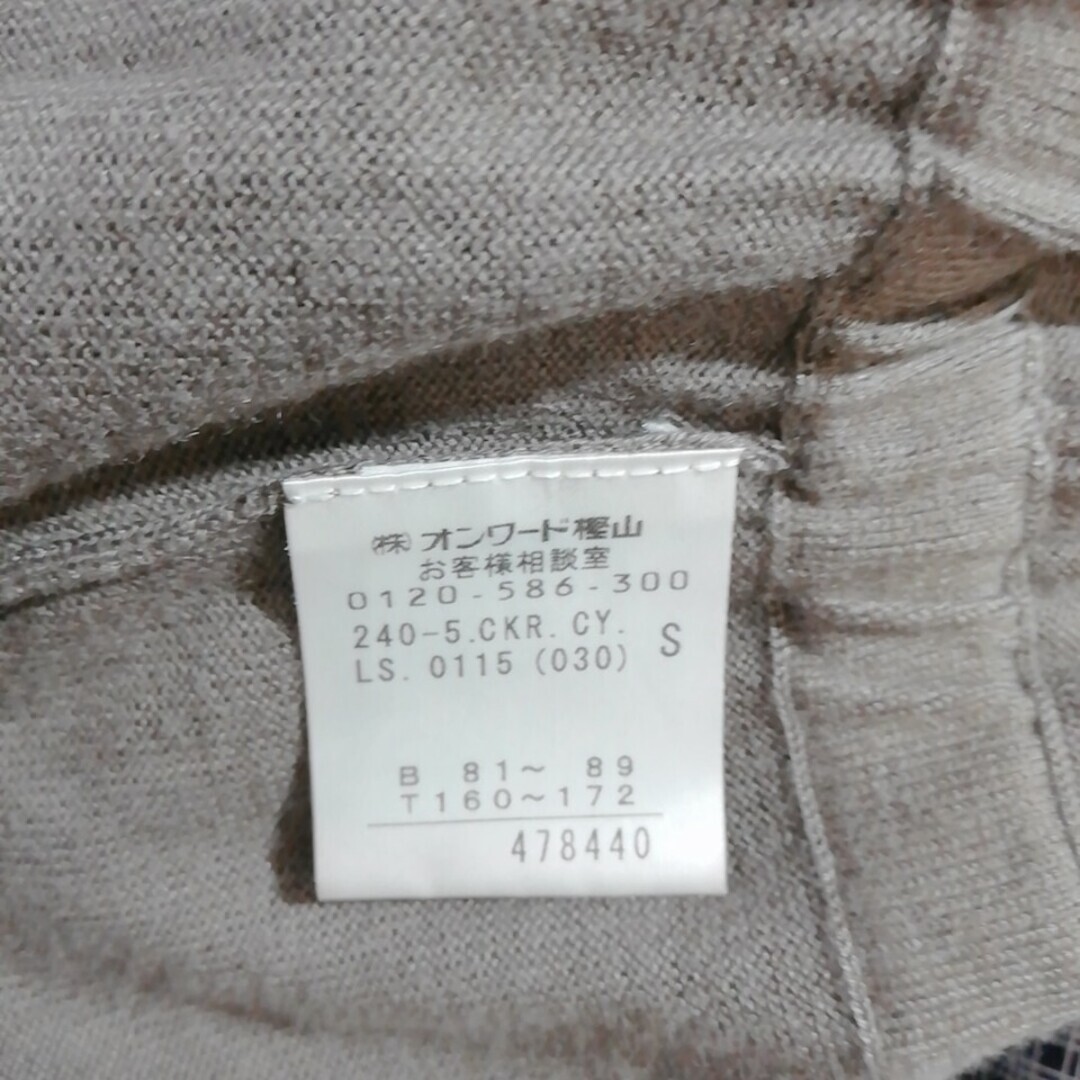 (株)オンワード樫山
お客様相談室
0120-586-300
240-5.CKR.CY. S
LS. 0115 (030)
B 81～ 89
T160～172
478440